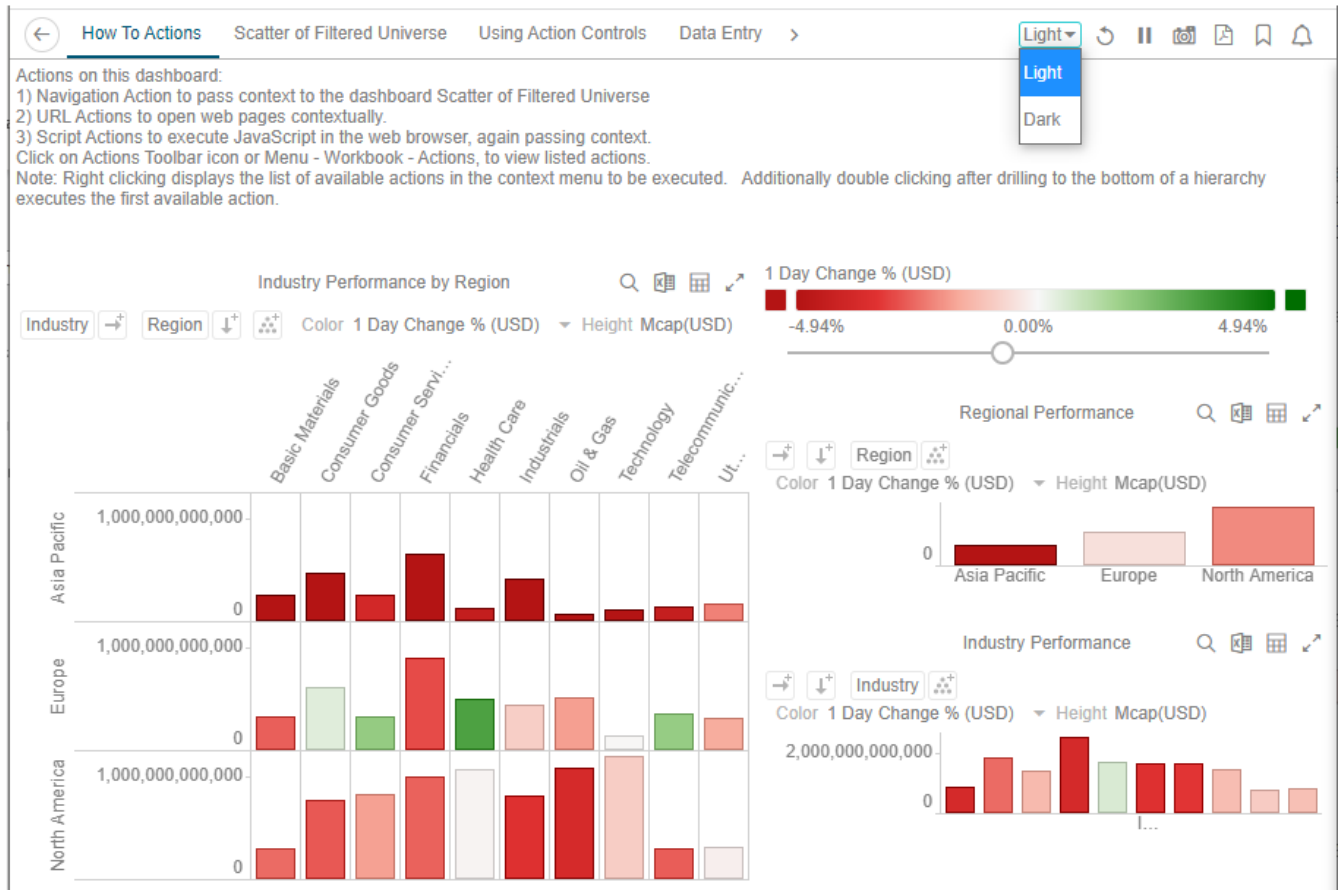 How To Actions Scatter of Filtered Universe Using Action Controls Data Entry Light
Light
Dark
Actions on this dashboard:
1) Navigation Action to pass context to the dashboard Scatter of Filtered Universe
2) URL Actions to open web pages contextually.
3) Script Actions to execute JavaScript in the web browser, again passing context.
Click on Actions Toolbar icon or Menu - Workbook - Actions, to view listed actions.
Note: Right clicking displays the list of available actions in the context menu to be executed. Additionally double clicking after drilling to the bottom of a hierarchy
executes the first available action.
Industry Performance by Region
Industry Region Color 1 Day Change % (USD) Height Mcap(USD)
Basic Materials
Consumer Goods
Consumer Servi...
Financials
Health Care
Industrials
Oil & Gas
Technology
Telecommunic...
Ut...
Asia Pacific
1,000,000,000,000
0
Europe
1,000,000,000,000
0
North America
1,000,000,000,000
0
1 Day Change % (USD)
-4.94% 0.00% 4.94%
Regional Performance
Region
Color 1 Day Change % (USD) Height Mcap(USD)
0
Asia Pacific Europe North America
Industry Performance
Industry
Color 1 Day Change % (USD) Height Mcap(USD)
2,000,000,000,000
0
I...